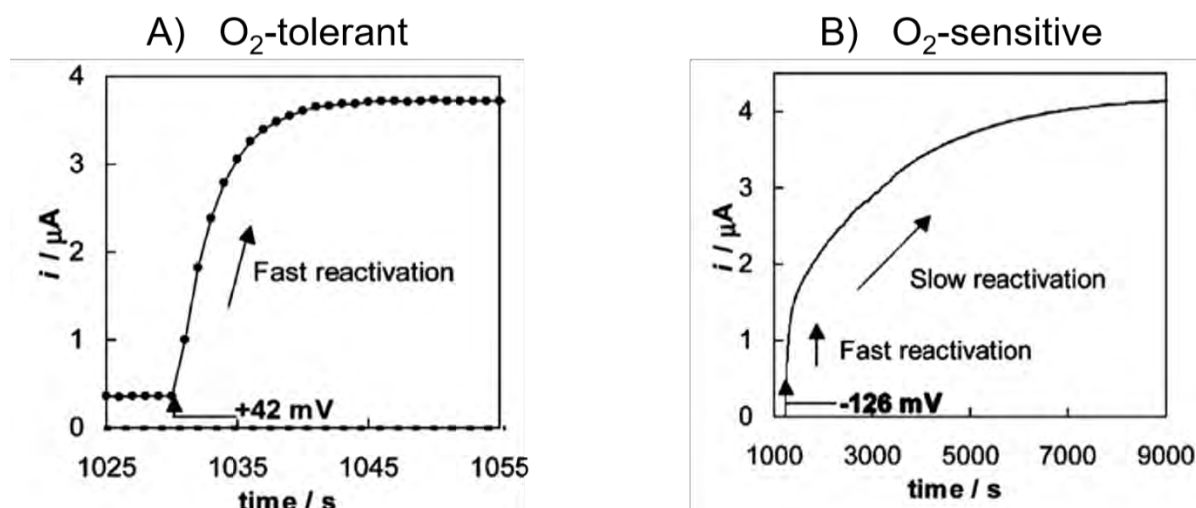 A) O₂-tolerant
4
3
2
1
0
i / µA
Fast reactivation
+42 mV
1025 1035 1045 1055
time / s
B) O₂-sensitive
4
3
2
1
0
i / µA
Slow reactivation
Fast reactivation
-126 mV
1000 3000 5000 7000 9000
time / s